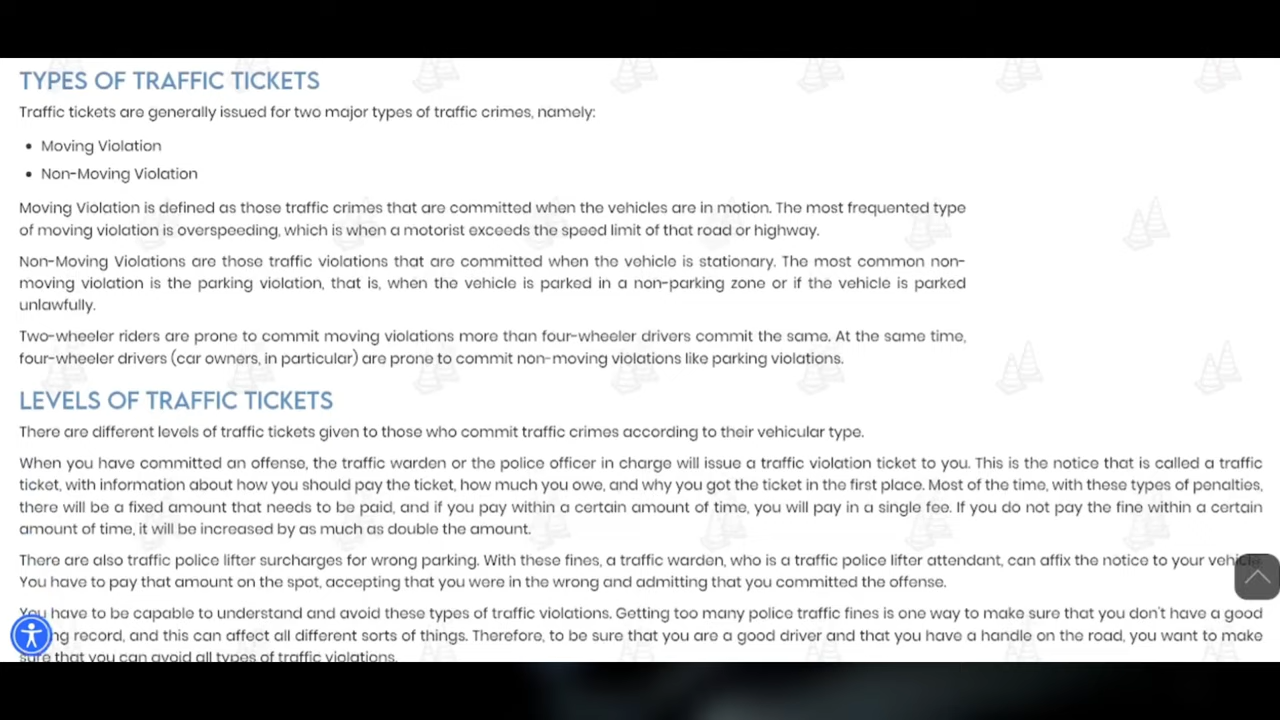 TYPES OF TRAFFIC TICKETS
Traffic tickets are generally issued for two major types of traffic crimes, namely:
• Moving Violation
• Non-Moving Violation
Moving Violation is defined as those traffic crimes that are committed when the vehicles are in motion. The most frequented type
of moving violation is overspeeding, which is when a motorist exceeds the speed limit of that road or highway.
Non-Moving Violations are those traffic violations that are committed when the vehicle is stationary. The most common non-
moving violation is the parking violation, that is, when the vehicle is parked in a non-parking zone or if the vehicle is parked
unlawfully.
Two-wheeler riders are prone to commit moving violations more than four-wheeler drivers commit the same. At the same time,
four-wheeler drivers (car owners, in particular) are prone to commit non-moving violations like parking violations.
LEVELS OF TRAFFIC TICKETS
There are different levels of traffic tickets given to those who commit traffic crimes according to their vehicular type.
When you have committed an offense, the traffic warden or the police officer in charge will issue a traffic violation ticket to you. This is the notice that is called a traffic
ticket, with information about how you should pay the ticket, how much you owe, and why you got the ticket in the first place. Most of the time, with these types of penalties,
there will be a fixed amount that needs to be paid, and if you pay within a certain amount of time, you will pay in a single fee. If you do not pay the fine within a certain
amount of time, it will be increased by as much as double the amount.
There are also traffic police lifter surcharges for wrong parking. With these fines, a traffic warden, who is a traffic police lifter attendant, can affix the notice to your vehicle.
You have to pay that amount on the spot, accepting that you were in the wrong and admitting that you committed the offense.
You have to be capable to understand and avoid these types of traffic violations. Getting too many police traffic fines is one way to make sure that you don't have a good
ng record, and this can affect all different sorts of things. Therefore, to be sure that you are a good driver and that you have a handle on the road, you want to make
sure that you can avoid all types of traffic violations.